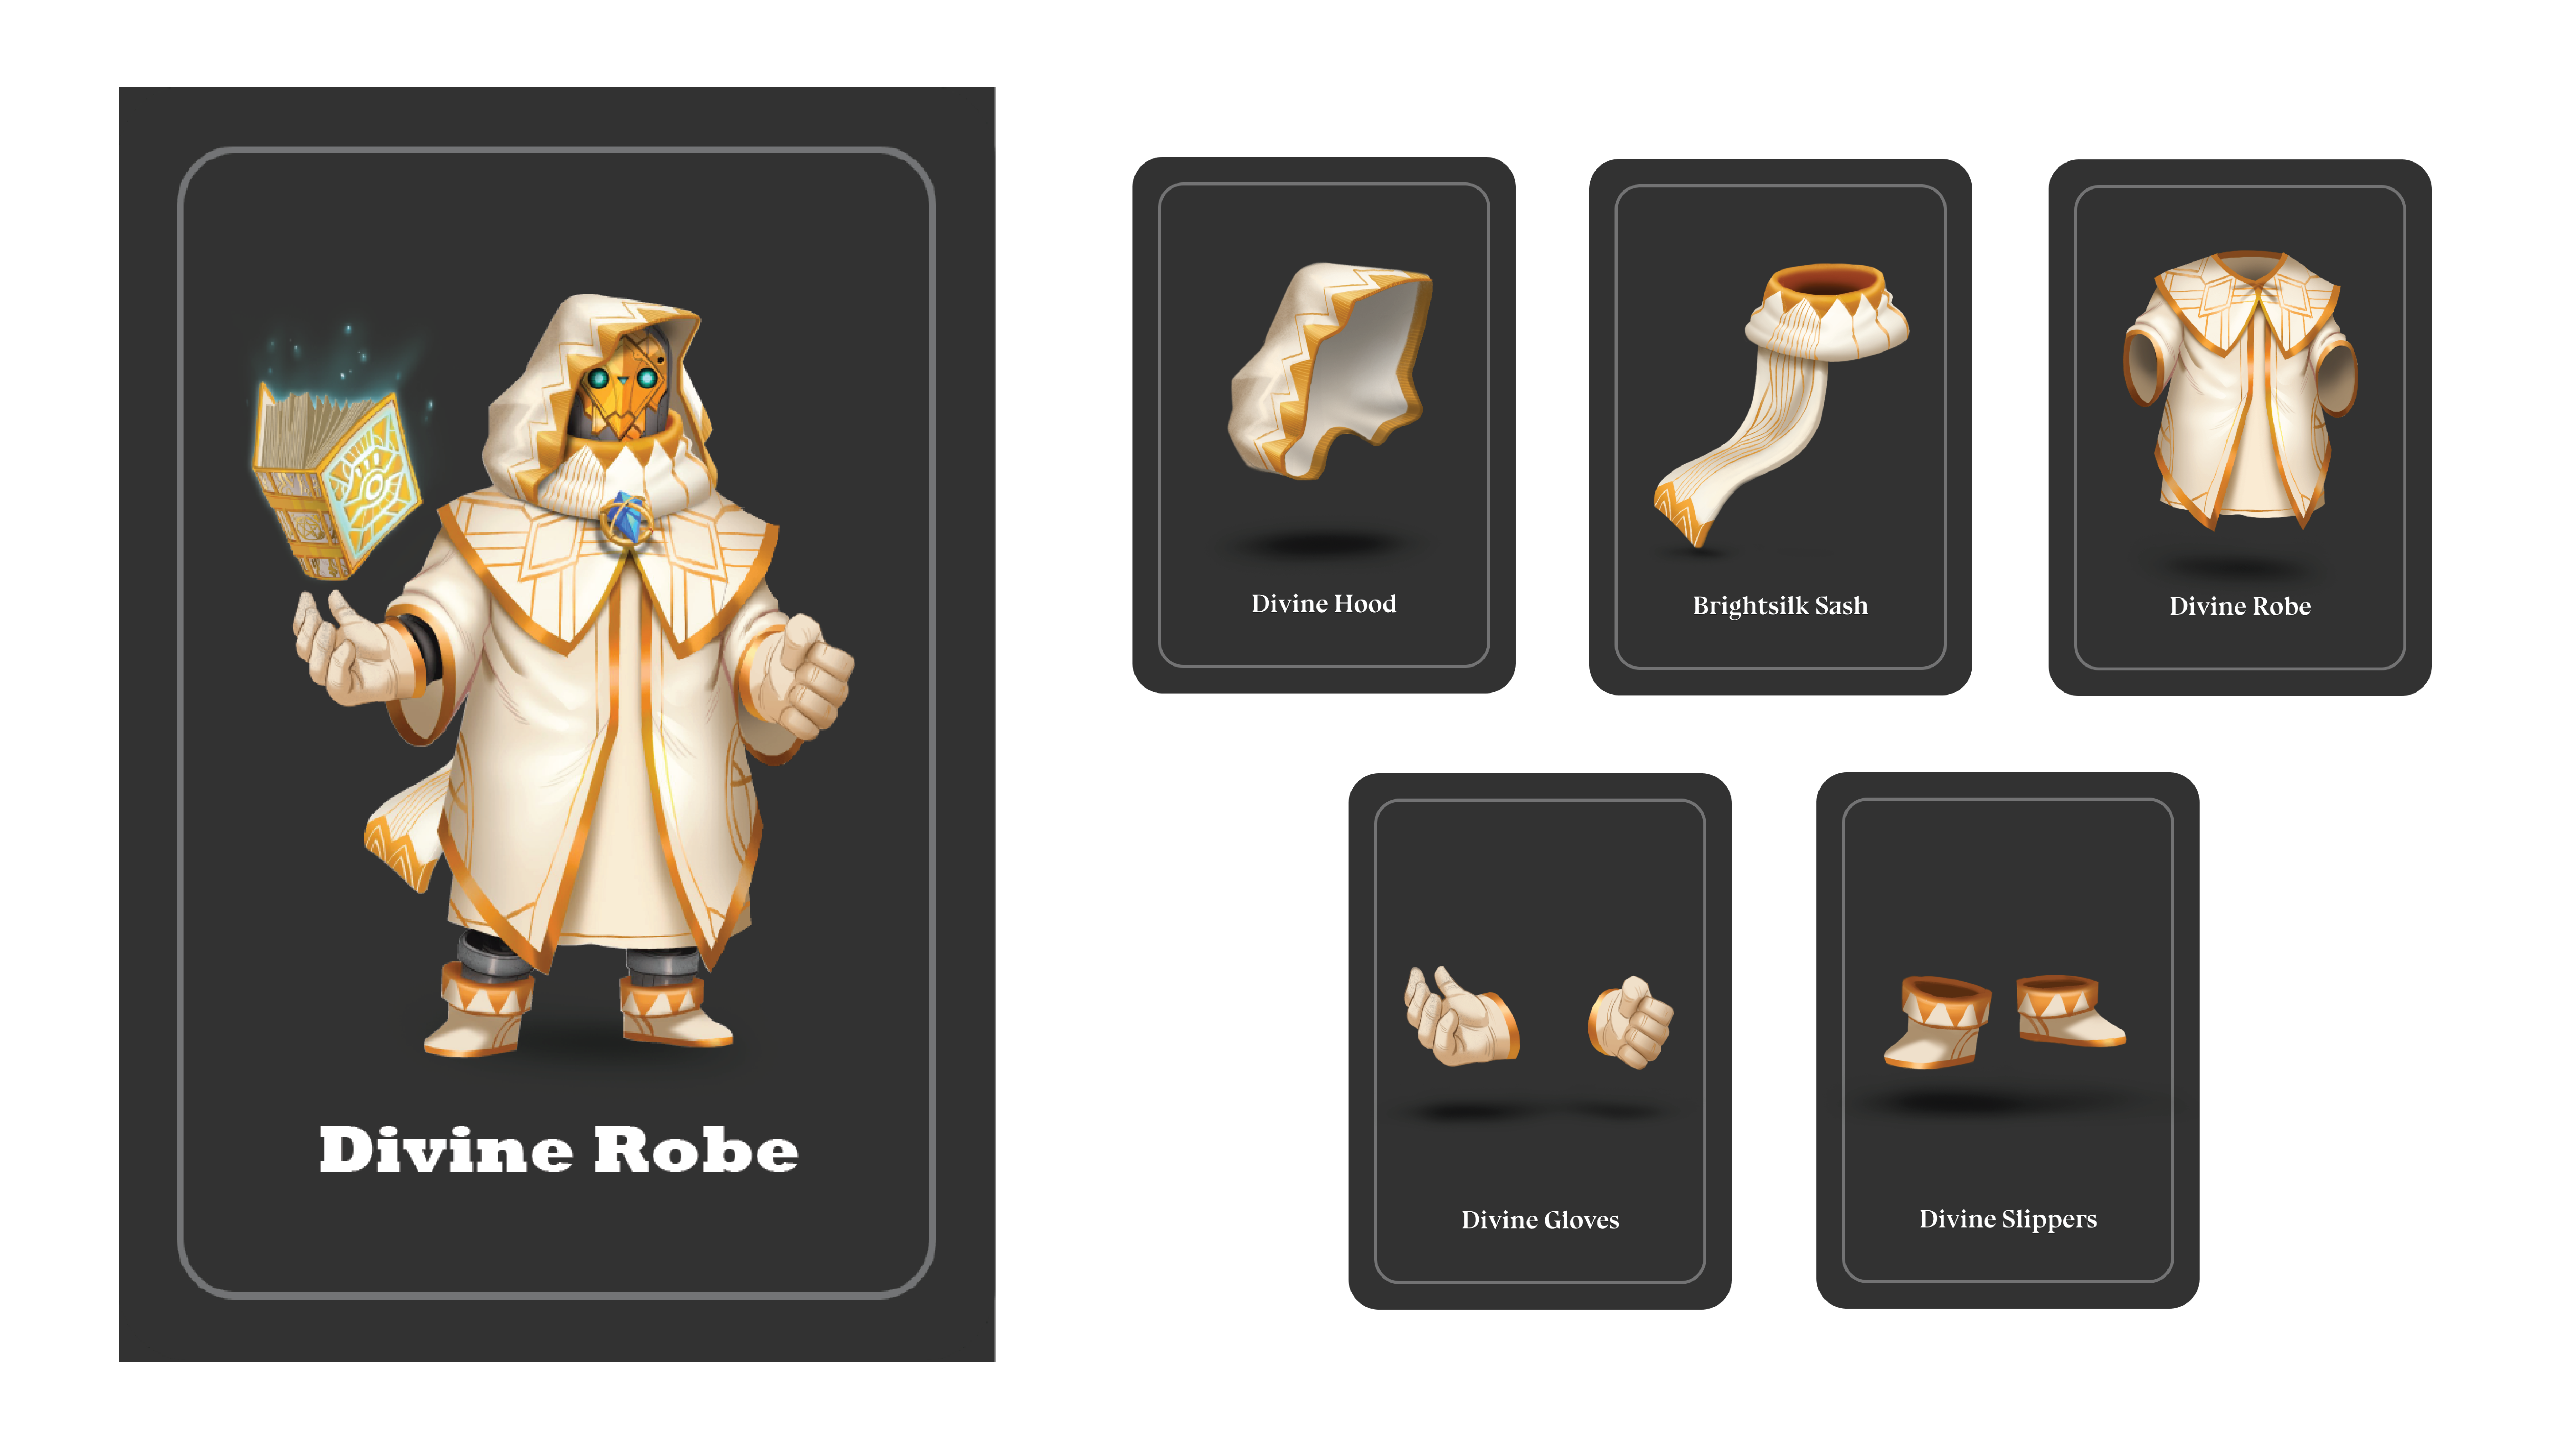 Divine Robe
Divine Hood
Brightsilk Sash
Divine Robe
Divine Gloves
Divine Slippers